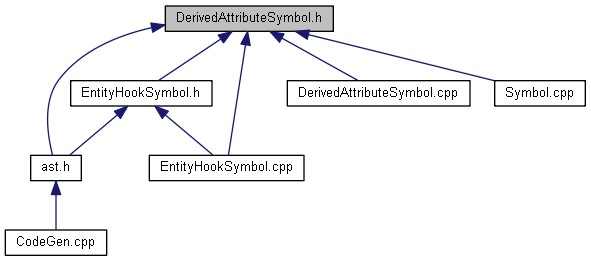 DerivedAttributeSymbol.h
EntityHookSymbol.h
DerivedAttributeSymbol.cpp
Symbol.cpp
ast.h
EntityHookSymbol.cpp
CodeGen.cpp